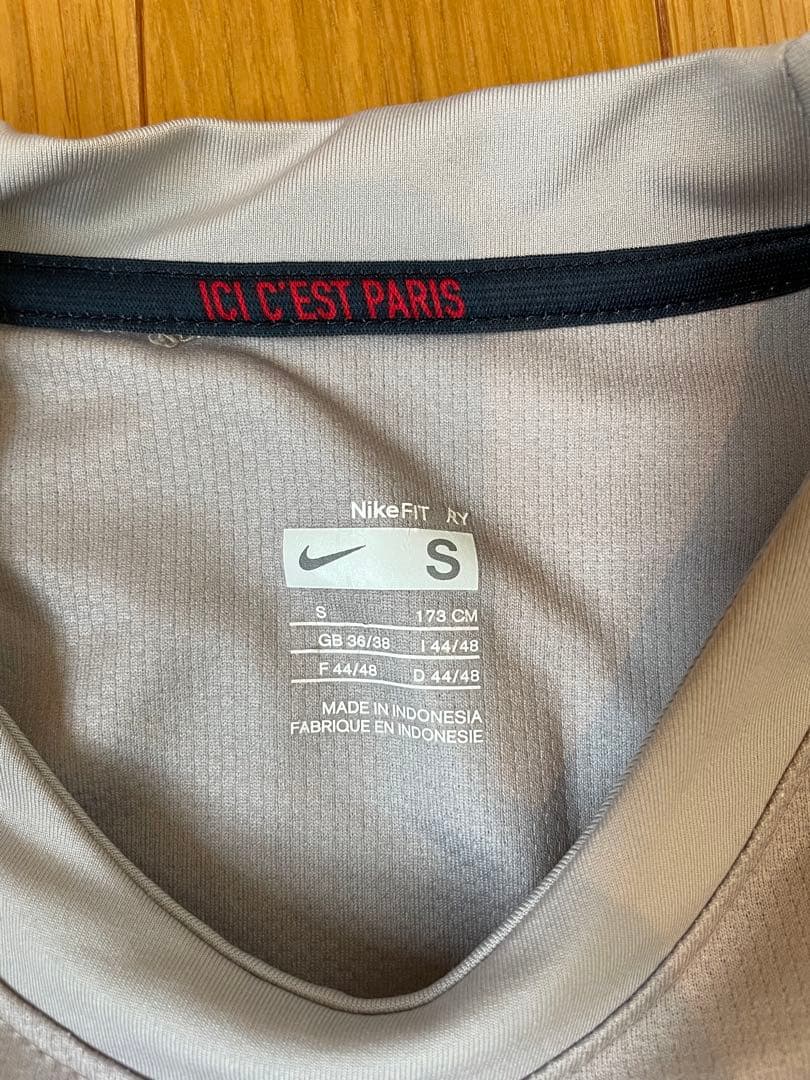 ICI C'EST PARIS
NikeFIT RY
S
S 173 CM
GB 36/38 I 44/48
F 44/48 D 44/48
MADE IN INDONESIA
FABRIQUE EN INDONESIE